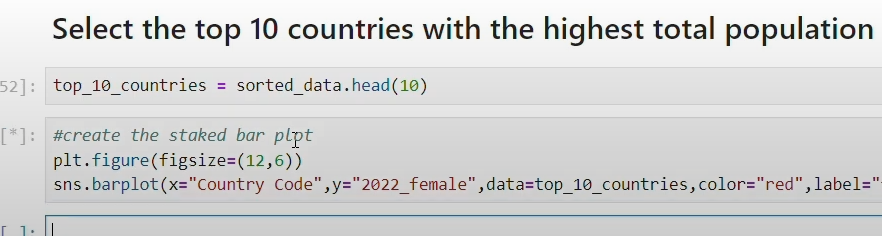 Select the top 10 countries with the highest total population
52]: top_10_countries = sorted_data.head(10)
[*]: #create the staked bar plot
plt.figure(figsize=(12,6))
sns.barplot(x="Country Code",y="2022_female",data=top_10_countries,color="red",label="
[ ]: